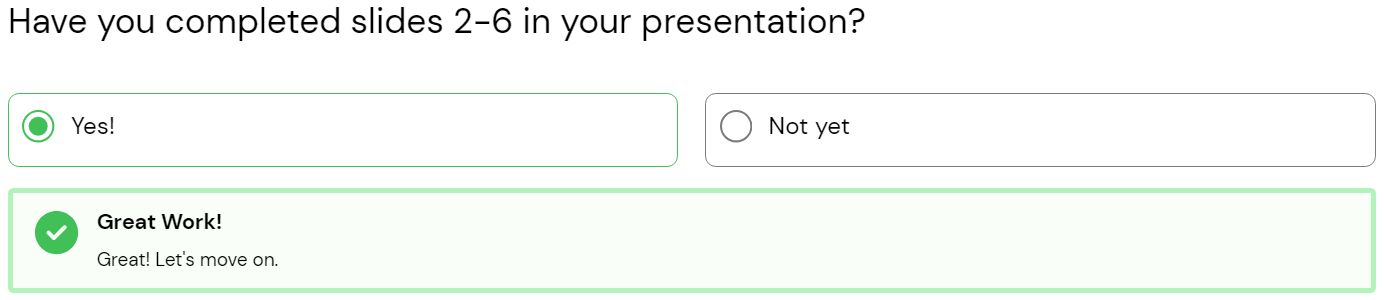 Have you completed slides 2-6 in your presentation?
Yes!
Not yet
Great Work!
Great! Let's move on.